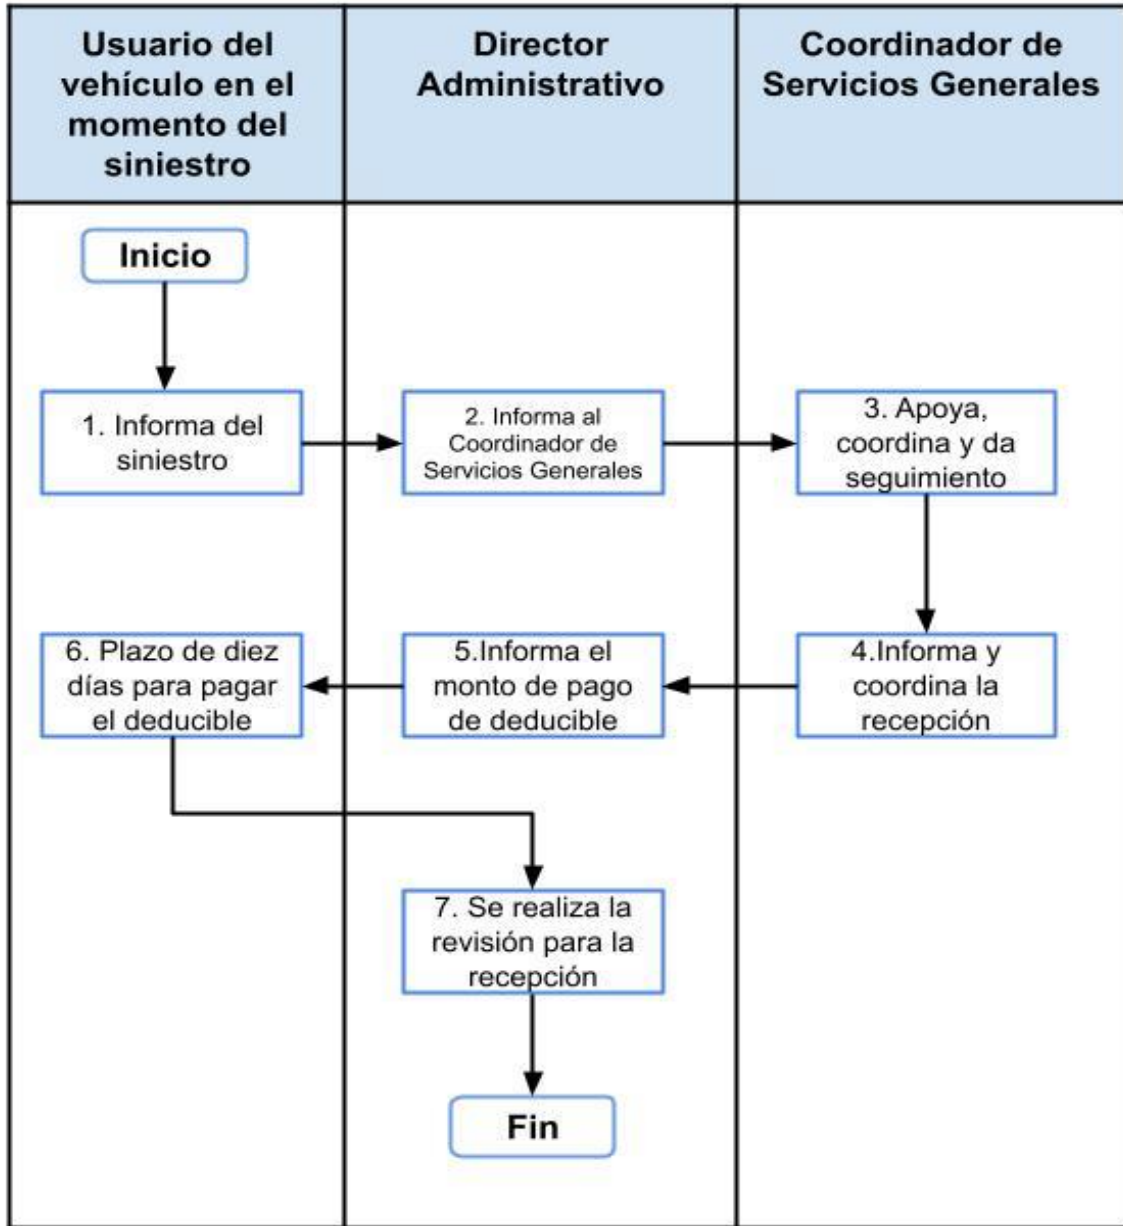 Usuario del
vehículo en el
momento del
siniestro
Director
Administrativo
Coordinador de
Servicios Generales
Inicio
1. Informa del
siniestro
2. Informa al
Coordinador de
Servicios Generales
3. Apoya,
coordina y da
seguimiento
4.Informa y
coordina la
recepción
5.Informa el
monto de pago
de deducible
6. Plazo de diez
días para pagar
el deducible
7. Se realiza la
revisión para la
recepción
Fin